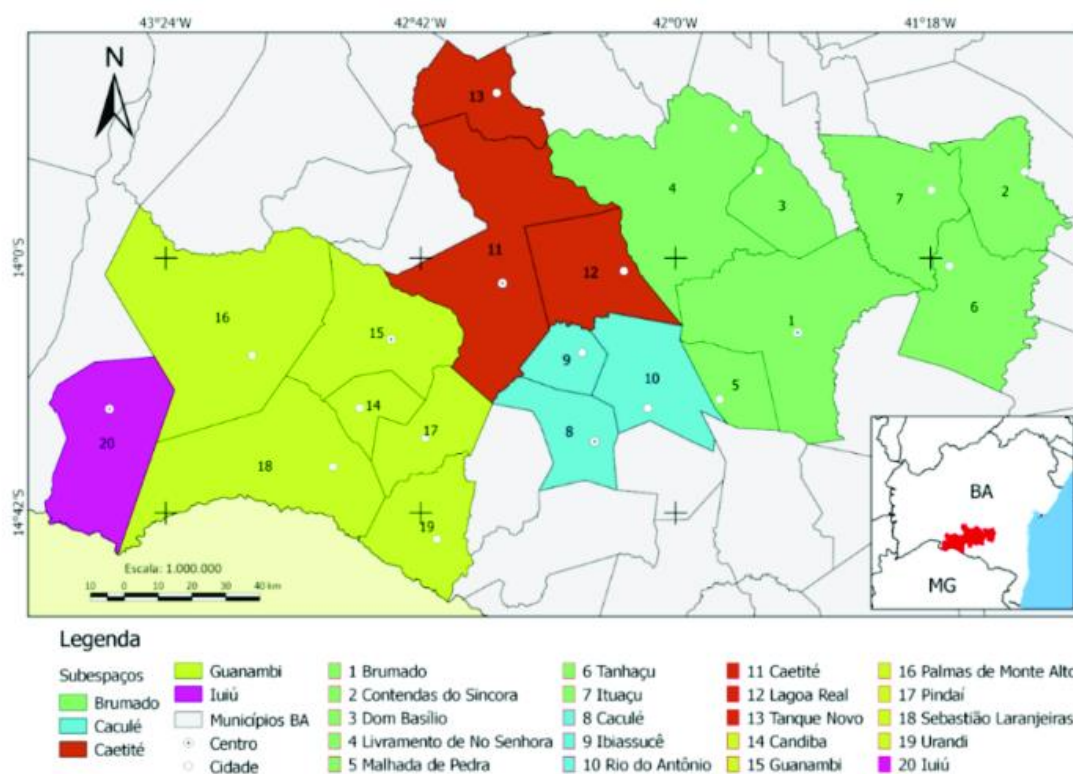 43°24'W 42°42'W 42°0'W 41°18'W
N
14°0'S
14°42'S
13
4
3
7
2
11
12
16
15
1
6
9
10
5
14
20
17
8
18
19
BA
MG
Escala: 1.000.000
10 0 10 20 30 40 km
Legenda
Subespaços
Brumado
Caculé
Caetité
Guanambi
Iuiú
Municípios BA
Centro
Cidade
1 Brumado
2 Contendas do Sincora
3 Dom Basílio
4 Livramento de No Senhora
5 Malhada de Pedra
6 Tanhaçu
7 Ituaçu
8 Caculé
9 Ibiassucê
10 Rio do Antônio
11 Caetité
12 Lagoa Real
13 Tanque Novo
14 Candiba
15 Guanambi
16 Palmas de Monte Alto
17 Pindaí
18 Sebastião Laranjeiras
19 Urandi
20 Iuiú